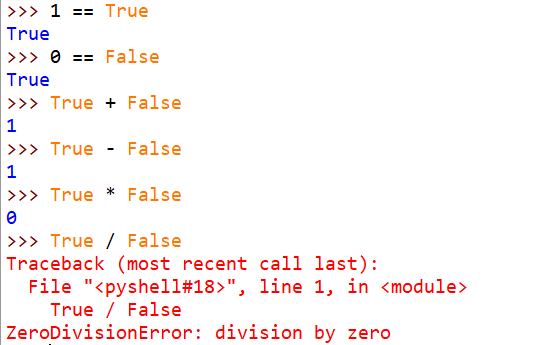 >>> 1 == True
True
>>> 0 == False
True
>>> True + False
1
>>> True - False
1
>>> True * False
0
>>> True / False
Traceback (most recent call last):
  File "<pyshell#18>", line 1, in <module>
    True / False
ZeroDivisionError: division by zero